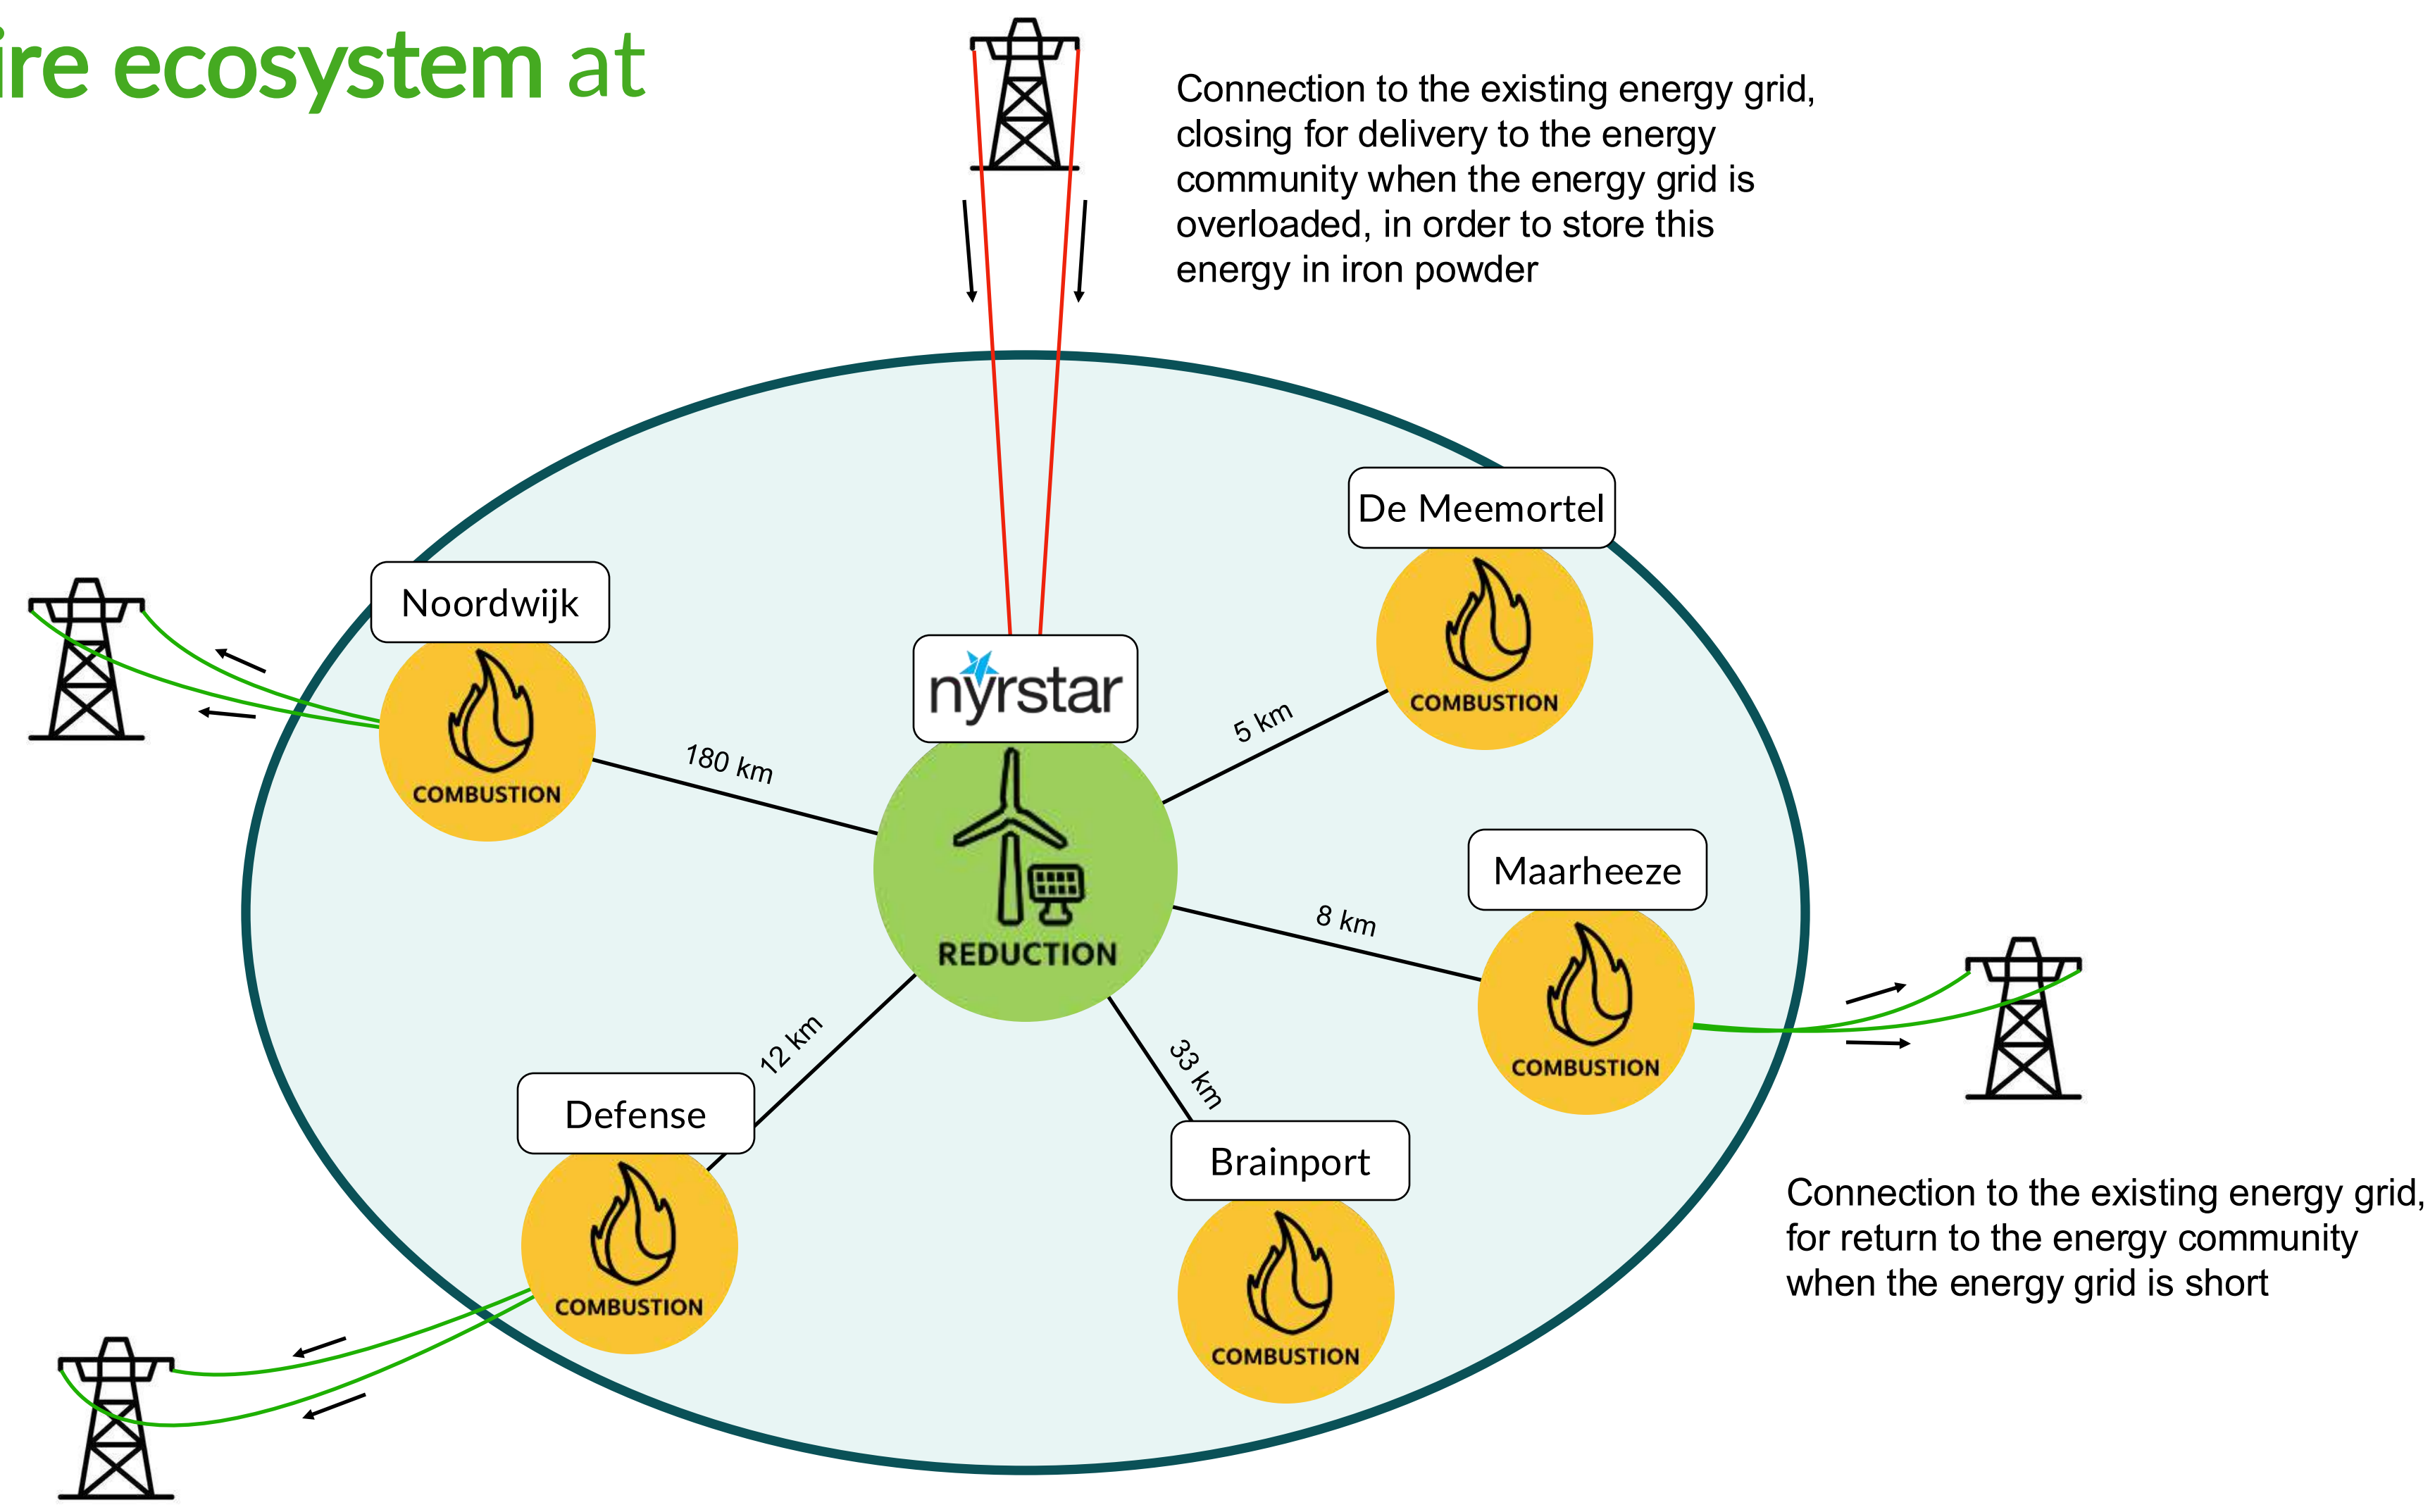 ire ecosystem at
Connection to the existing energy grid,
closing for delivery to the energy
community when the energy grid is
overloaded, in order to store this
energy in iron powder
De Meemortel
COMBUSTION
Noordwijk
COMBUSTION
nyrstar
REDUCTION
5 km
180 km
Maarheeze
COMBUSTION
8 km
12 km
33 km
Defense
COMBUSTION
Brainport
COMBUSTION
Connection to the existing energy grid,
for return to the energy community
when the energy grid is short